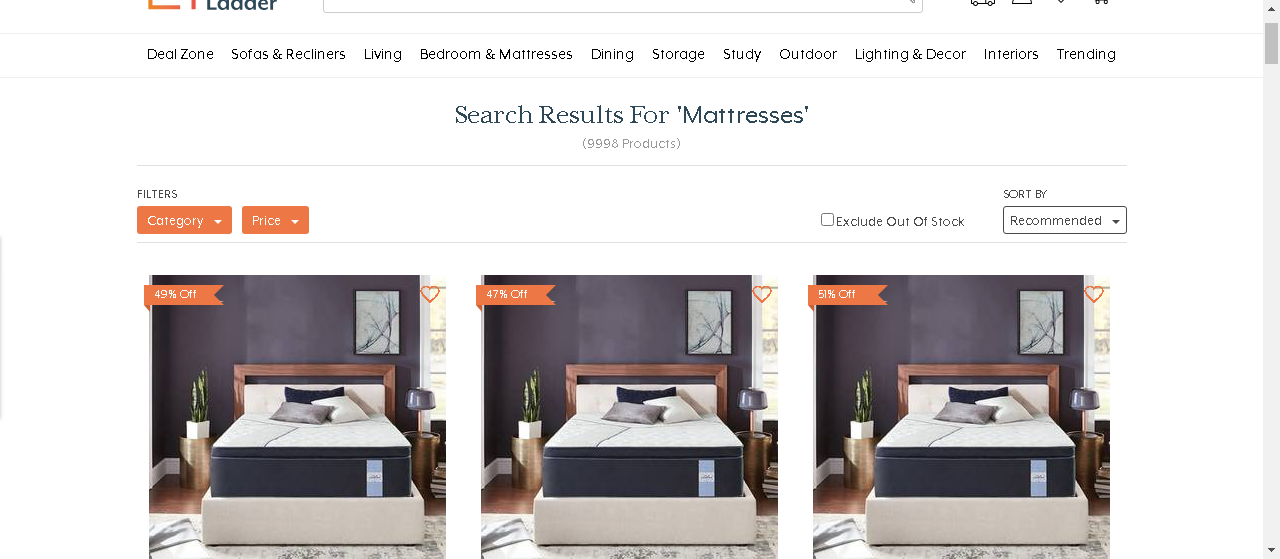 Ladder
Deal Zone Sofas & Recliners Living Bedroom & Mattresses Dining Storage Study Outdoor Lighting & Decor Interiors Trending
Search Results For 'Mattresses'
(9998 Products)
FILTERS SORT BY
Category Price Exclude Out Of Stock Recommended
49% Off 47% Off 51% Off